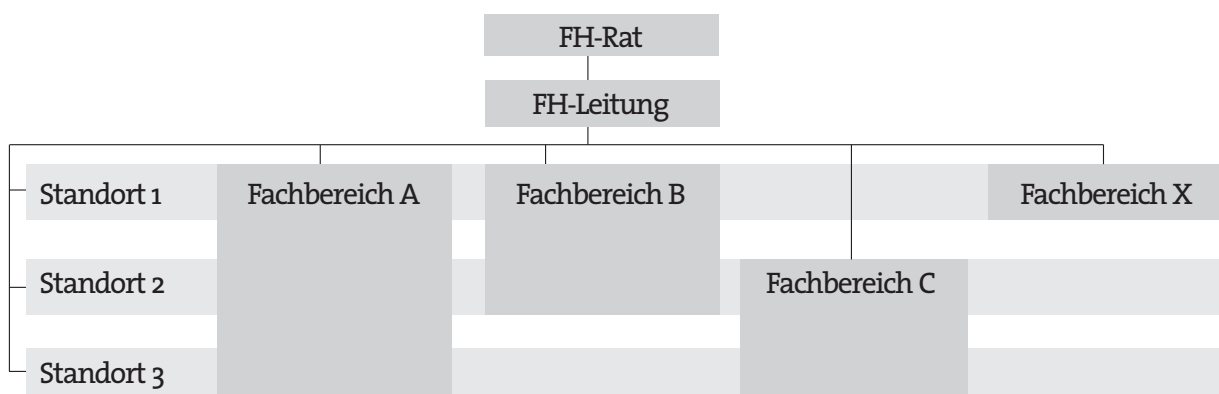 FH-Rat
FH-Leitung
Standort 1
Fachbereich A
Fachbereich B
Fachbereich X
Standort 2
Fachbereich C
Standort 3